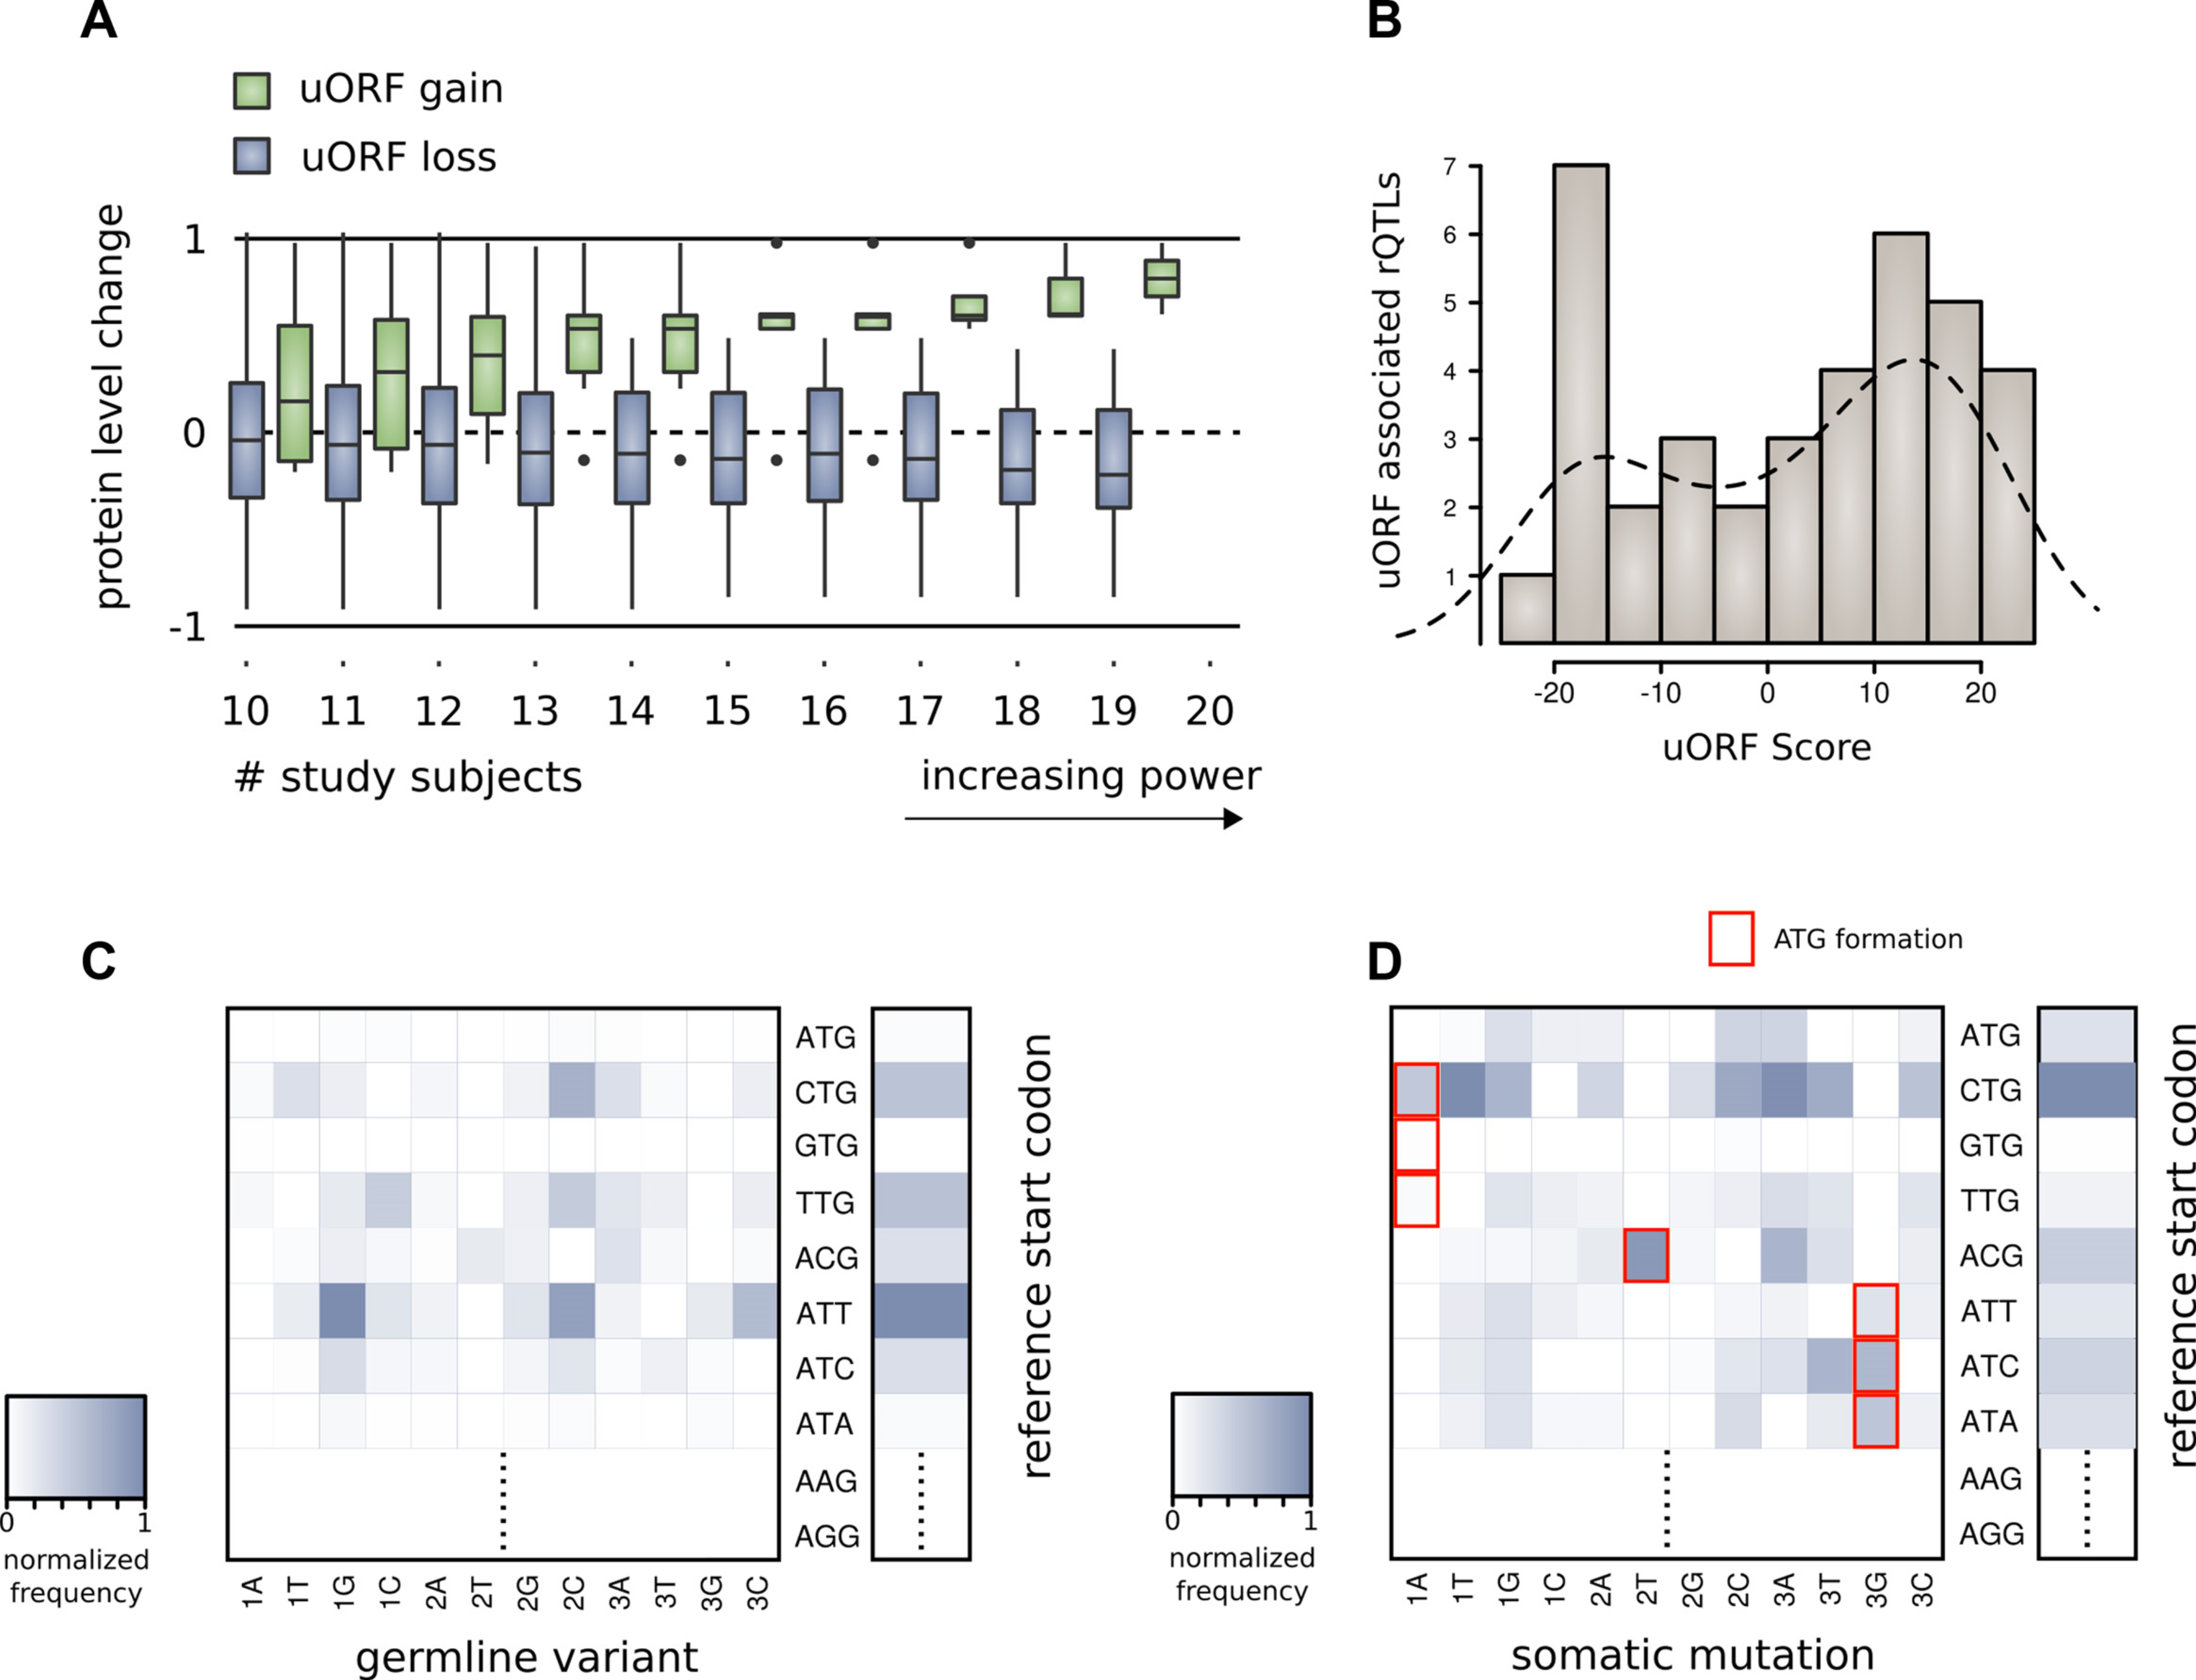 A
uORF gain
uORF loss
protein level change
1
0
-1
10 11 12 13 14 15 16 17 18 19 20
# study subjects
increasing power
B
uORF associated rQTLs
7
6
5
4
3
2
1
-20 -10 0 10 20
uORF Score
C
ATG
CTG
GTG
TTG
ACG
ATT
ATC
ATA
AAG
AGG
reference start codon
0 1
normalized
frequency
1A 1T 1G 1C 2A 2T 2G 2C 3A 3T 3G 3C
germline variant
D
ATG formation
ATG
CTG
GTG
TTG
ACG
ATT
ATC
ATA
AAG
AGG
reference start codon
0 1
normalized
frequency
1A 1T 1G 1C 2A 2T 2G 2C 3A 3T 3G 3C
somatic mutation